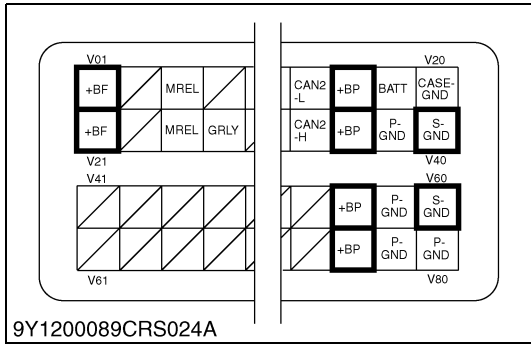 V01 V20
+BF MREL CAN2-L +BP BATT CASE-GND
+BF MREL GRLY CAN2-H +BP P-GND S-GND
V21 V40
V41 V60
+BP P-GND S-GND
+BP P-GND P-GND
V61 V80
9Y1200089CRS024A